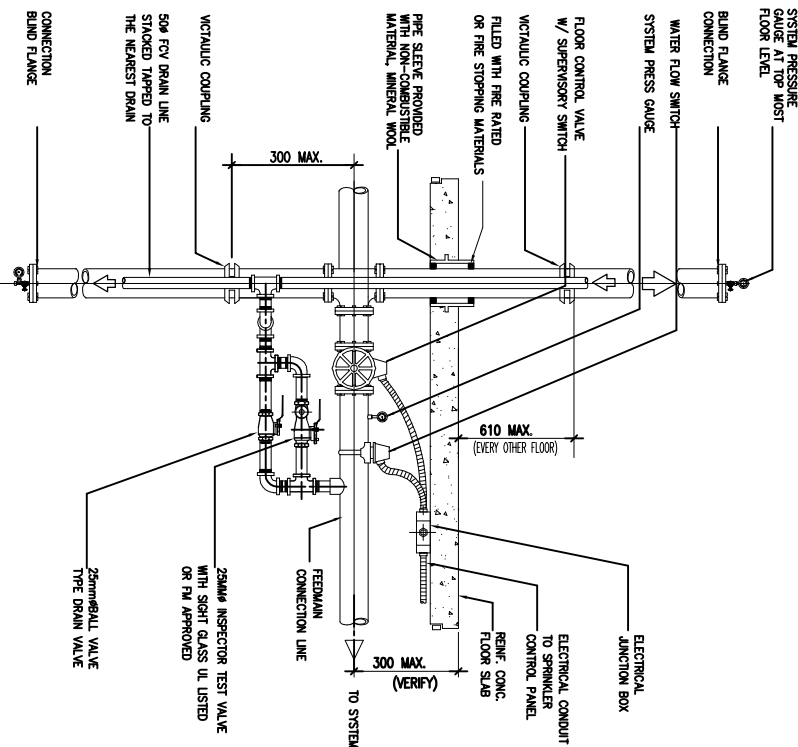 SYSTEM PRESSURE
GAUGE AT TOP MOST
FLOOR LEVEL
BLIND FLANGE
CONNECTION
WATER FLOW SWITCH
SYSTEM PRESS GAUGE
FLOOR CONTROL VALVE
W/ SUPERVISORY SWITCH
VICTAULIC COUPLING
FILLED WITH FIRE RATED
OR FIRE STOPPING MATERIALS
PIPE SLEEVE PROVIDED
WITH NON-COMBUSTIBLE
MATERIAL, MINERAL WOOL
300 MAX.
VICTAULIC COUPLING
50ø FCV DRAIN LINE
STACKED TAPPED TO
THE NEAREST DRAIN
CONNECTION
BLIND FLANGE
610 MAX.
(EVERY OTHER FLOOR)
ELECTRICAL
JUNCTION BOX
ELECTRICAL CONDUIT
TO SPRINKLER
CONTROL PANEL
REINF. CONC.
FLOOR SLAB
300 MAX.
(VERIFY)
TO SYSTEM
FEEDMAIN
CONNECTION LINE
25MMø INSPECTOR TEST VALVE
WITH SIGHT GLASS UL LISTED
OR FM APPROVED
25mmøBALL VALVE
TYPE DRAIN VALVE